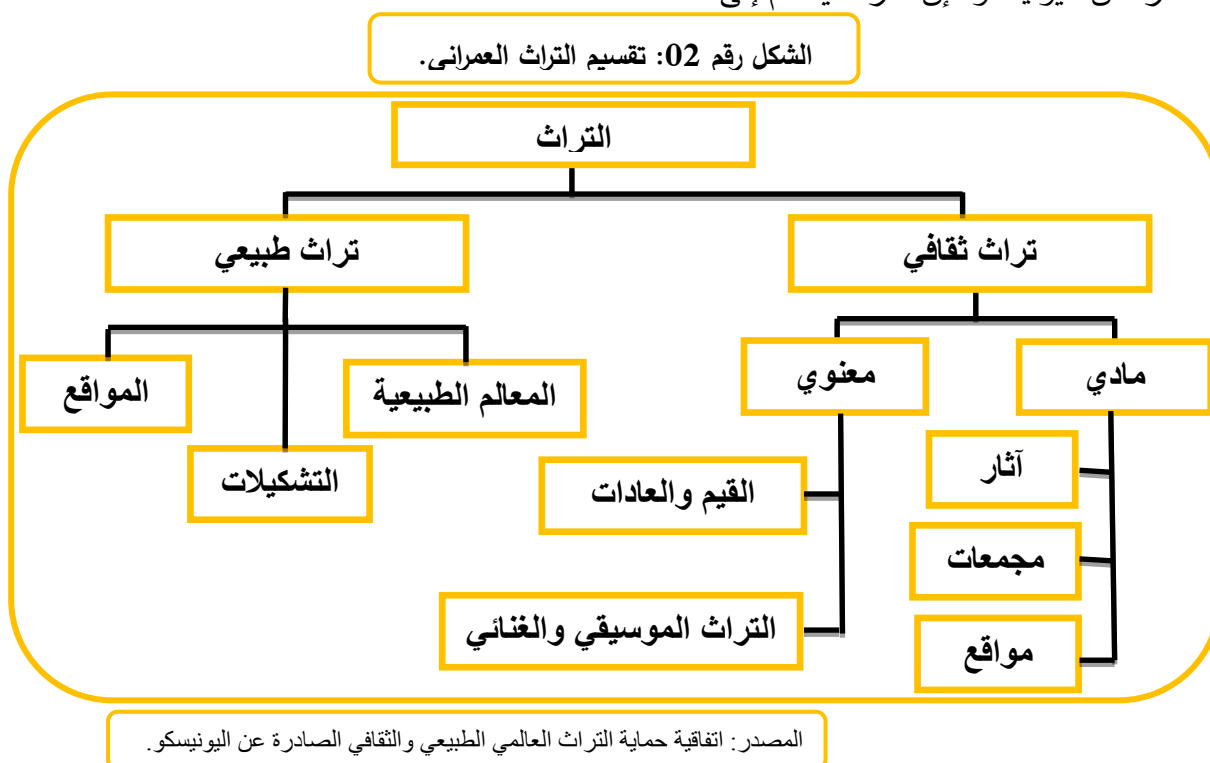 الشكل رقم 02: تقسيم التراث العمراني.
التراث
تراث ثقافي
تراث طبيعي
مادي
معنوي
المعالم الطبيعية
المواقع
آثار
القيم والعادات
التشكيلات
مجمعات
التراث الموسيقي والغنائي
مواقع
المصدر: اتفاقية حماية التراث العالمي الطبيعي والثقافي الصادرة عن اليونيسكو.